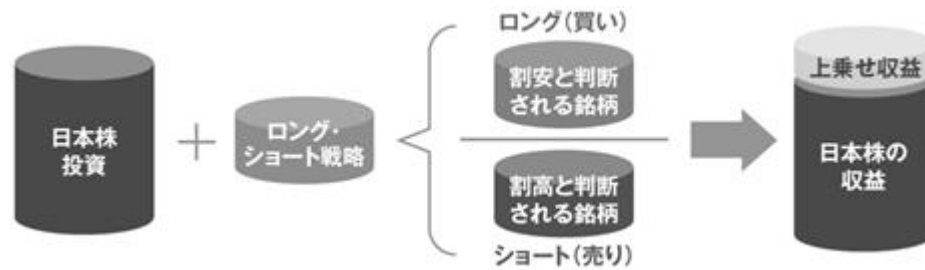 日本株
投資
ロング・
ショート戦略
ロング(買い)
割安と判断
される銘柄
割高と判断
される銘柄
ショート(売り)
上乗せ収益
日本株の
収益